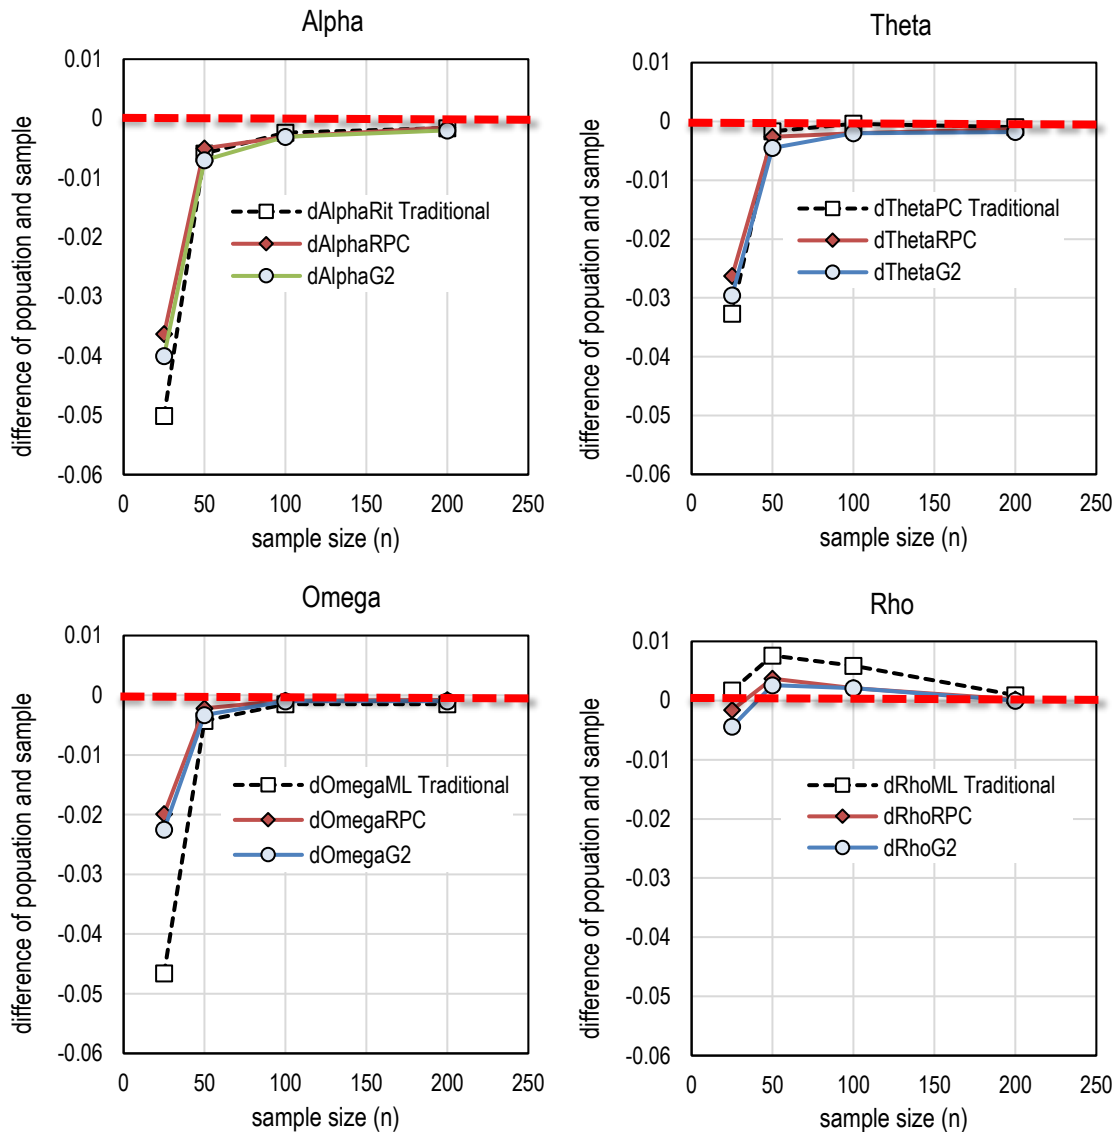 Alpha
0.01
0
-0.01
-0.02
-0.03
-0.04
-0.05
-0.06
difference of popuation and sample
dAlphaRit Traditional
dAlphaRPC
dAlphaG2
0 50 100 150 200 250
sample size (n)
Theta
0.01
0
-0.01
-0.02
-0.03
-0.04
-0.05
-0.06
difference of popuation and sample
dThetaPC Traditional
dThetaRPC
dThetaG2
0 50 100 150 200 250
sample size (n)
Omega
0.01
0
-0.01
-0.02
-0.03
-0.04
-0.05
-0.06
difference of popuation and sample
dOmegaML Traditional
dOmegaRPC
dOmegaG2
0 50 100 150 200 250
sample size (n)
Rho
0.01
0
-0.01
-0.02
-0.03
-0.04
-0.05
-0.06
difference of popuation and sample
dRhoML Traditional
dRhoRPC
dRhoG2
0 50 100 150 200 250
sample size (n)